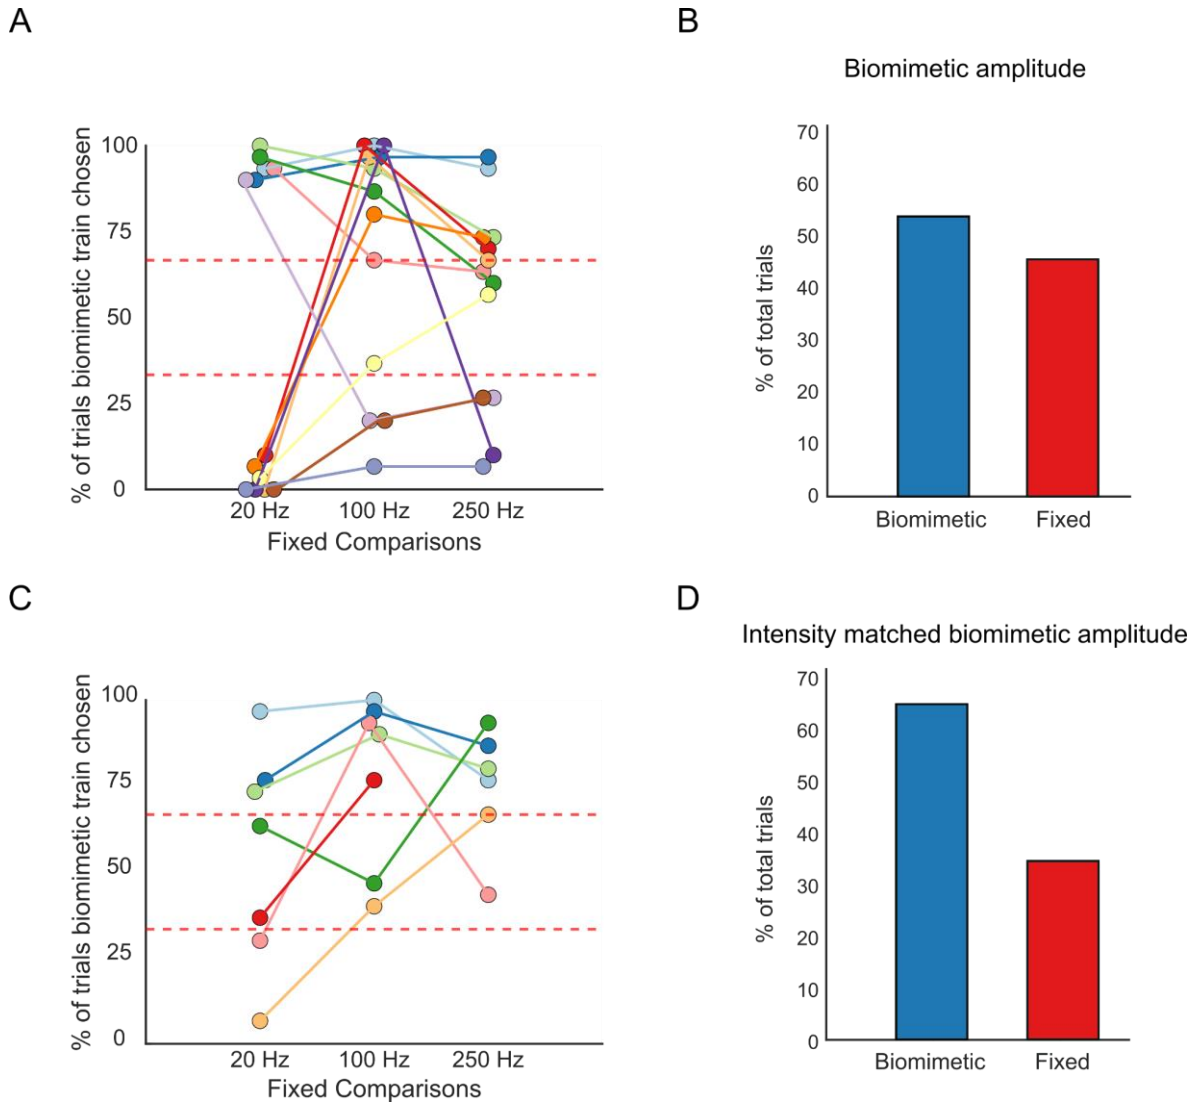 A
% of trials biomimetic train chosen
100
75
50
25
0
20 Hz 100 Hz 250 Hz
Fixed Comparisons
B
Biomimetic amplitude
% of total trials
70
60
50
40
30
20
10
0
Biomimetic Fixed
C
% of trials biomimetic train chosen
100
75
50
25
0
20 Hz 100 Hz 250 Hz
Fixed Comparisons
D
Intensity matched biomimetic amplitude
% of total trials
70
60
50
40
30
20
10
0
Biomimetic Fixed